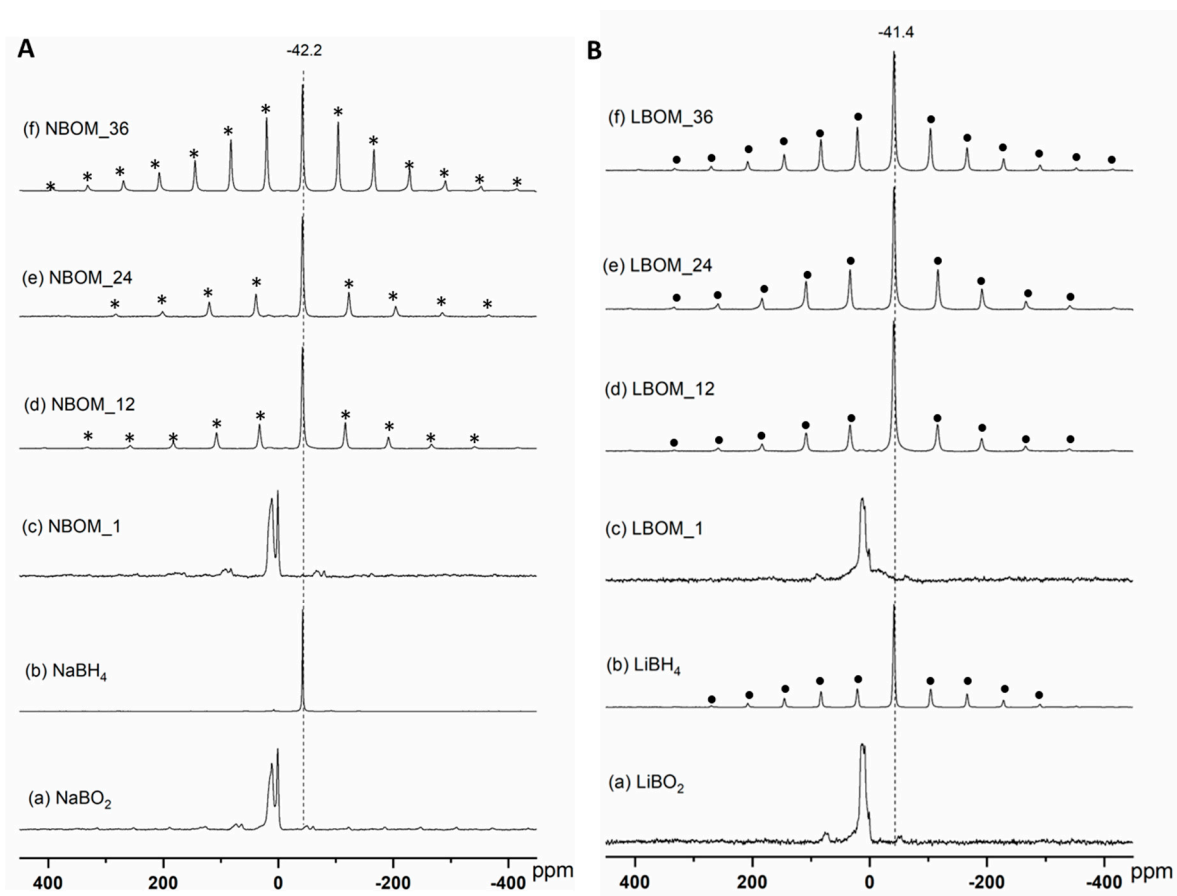 A
-42.2
(f) NBOM_36
(e) NBOM_24
(d) NBOM_12
(c) NBOM_1
(b) NaBH4
(a) NaBO2
400 200 0 -200 -400 ppm
B
-41.4
(f) LBOM_36
(e) LBOM_24
(d) LBOM_12
(c) LBOM_1
(b) LiBH4
(a) LiBO2
400 200 0 -200 -400 ppm